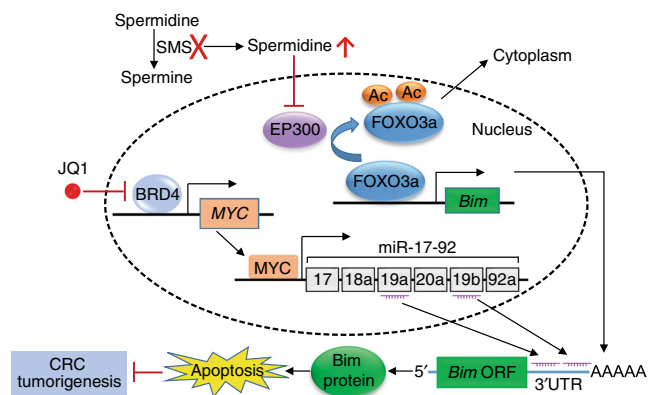 Spermidine
SMS X Spermidine
Spermine
Cytoplasm
Ac Ac
EP300
FOXO3a
Nucleus
JQ1
BRD4
FOXO3a
MYC
Bim
miR-17-92
MYC
17 18a 19a 20a 19b 92a
CRC
tumorigenesis
Apoptosis
Bim
protein
5′
Bim ORF
3′UTR
AAAAA